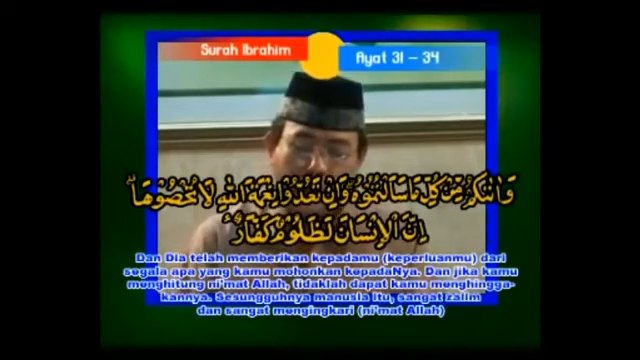 Surah Ibrahim
Ayat 31 - 34
وَآتَاكُم مِّن كُلِّ مَا سَأَلْتُمُوهُ ۚ وَإِن تَعُدُّوا نِعْمَةَ اللَّهِ لَا تُحْصُوهَا ۗ
إِنَّ الْإِنسَانَ لَظَلُومٌ كَفَّارٌ
Dan Dia telah memberikan kepadamu (keperluanmu) dari
segala apa yang kamu mohonkan kepadaNya. Dan jika kamu
menghitung ni'mat Allah, tidaklah dapat kamu menghingga-
kannya. Sesungguhnya manusia itu, sangat zalim
dan sangat mengingkari (ni'mat Allah)